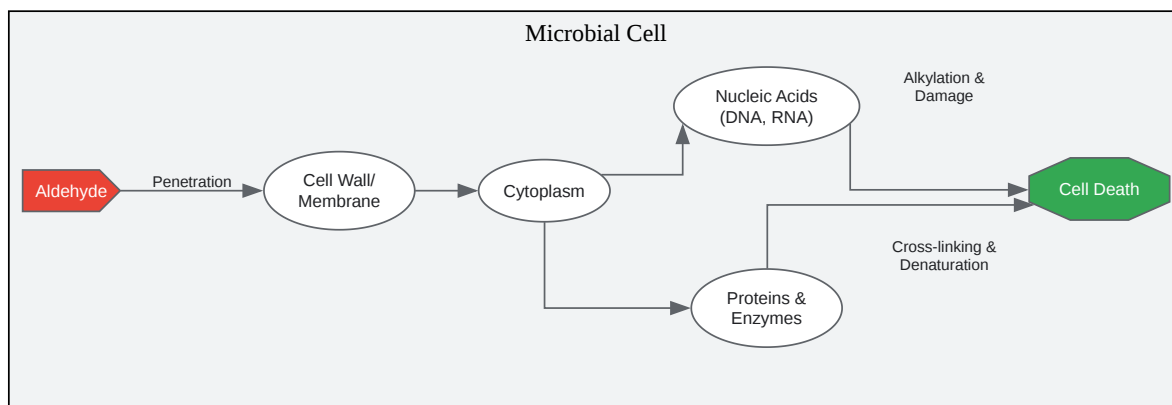 Microbial Cell
Aldehyde
Penetration
Cell Wall/
Membrane
Cytoplasm
Nucleic Acids
(DNA, RNA)
Alkylation &
Damage
Cell Death
Cross-linking &
Denaturation
Proteins &
Enzymes